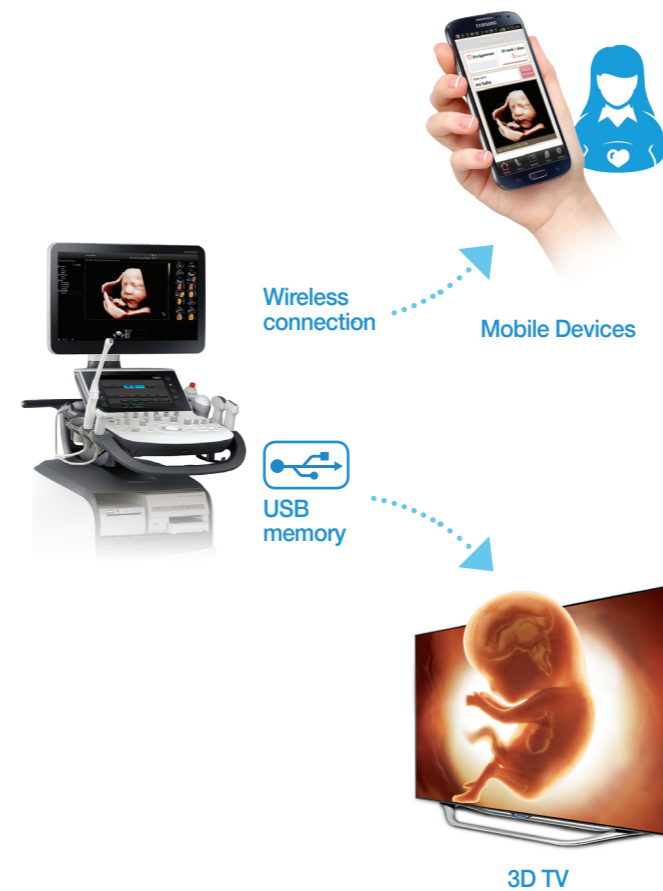 SAMSUNG
Wireless
connection
Mobile Devices
USB
memory
3D TV